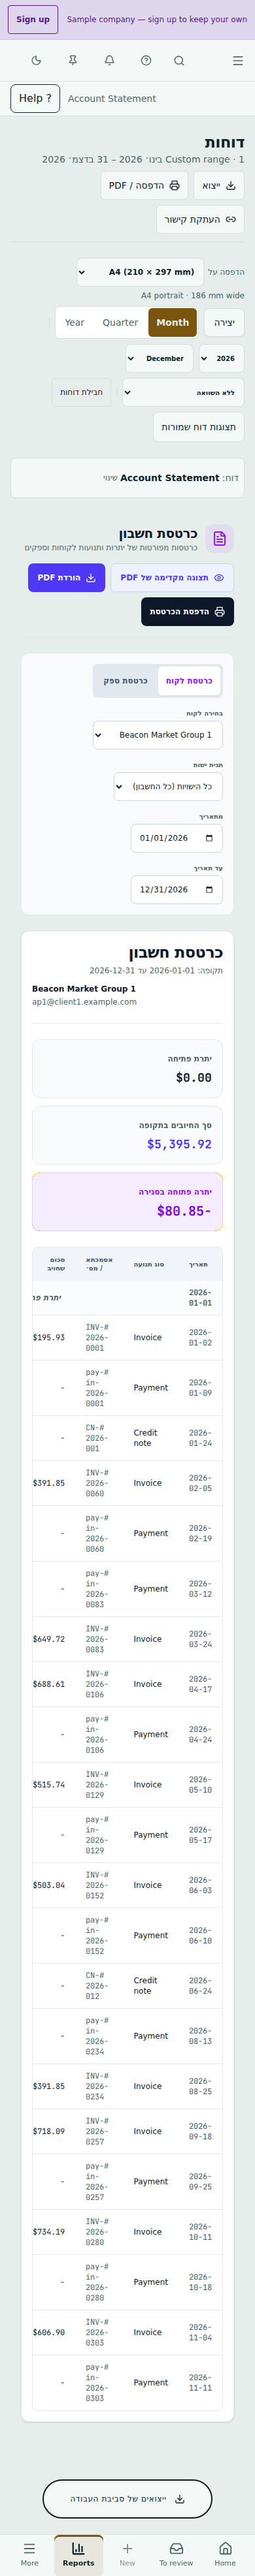 Sign up
Sample company — sign up to keep your own
Help ?
Account Statement
דוחות
Custom range · 1 בינו׳ 2026 – 31 בדצמ׳ 2026
ייצוא
הדפסה / PDF
העתקת קישור
הדפסה על
A4 (210 × 297 mm)
A4 portrait · 186 mm wide
יצירה
Month
Quarter
Year
2026
December
ללא השוואה
חבילת דוחות
תצוגות דוח שמורות
דוח: Account Statement שינוי
כרטסת חשבון
כרטסות מפורטות של יתרות ותנועות לקוחות וספקים
תצוגה מקדימה של PDF
הורדת PDF
הדפסת הכרטסת
כרטסת לקוח
כרטסת ספק
בחירת לקוח
Beacon Market Group 1
תגית ישות
כל הישויות (כל החשבון)
מתאריך
01/01/2026
עד תאריך
12/31/2026
כרטסת חשבון
תקופה: 2026-01-01 עד 2026-12-31
Beacon Market Group 1
ap1@client1.example.com
יתרת פתיחה
$0.00
סך החיובים בתקופה
$5,395.92
יתרה פתוחה בסגירה
$80.85-
תאריך סוג תנועה אסמכתא / מס׳ סכום שחויב
2026-01-01
2026-01-02 Invoice INV-#2026-0001 $195.93
2026-01-09 Payment pay-#in-2026-0001 -
2026-01-24 Credit note CN-#2026-001 -
2026-02-05 Invoice INV-#2026-0060 $391.85
2026-02-19 Payment pay-#in-2026-0060 -
2026-03-12 Payment pay-#in-2026-0083 -
2026-03-24 Invoice INV-#2026-0083 $649.72
2026-04-17 Invoice INV-#2026-0106 $688.61
2026-04-24 Payment pay-#in-2026-0106 -
2026-05-10 Invoice INV-#2026-0129 $515.74
2026-05-17 Payment pay-#in-2026-0129 -
2026-06-03 Invoice INV-#2026-0152 $503.04
2026-06-10 Payment pay-#in-2026-0152 -
2026-06-24 Credit note CN-#2026-012 -
2026-08-13 Payment pay-#in-2026-0234 -
2026-08-25 Invoice INV-#2026-0234 $391.85
2026-09-18 Invoice INV-#2026-0257 $718.09
2026-09-25 Payment pay-#in-2026-0257 -
2026-10-11 Invoice INV-#2026-0280 $734.19
2026-10-18 Payment pay-#in-2026-0280 -
2026-11-04 Invoice INV-#2026-0303 $606.90
2026-11-11 Payment pay-#in-2026-0303 -
ייצואים של סביבת העבודה
More
Reports
New
To review
Home